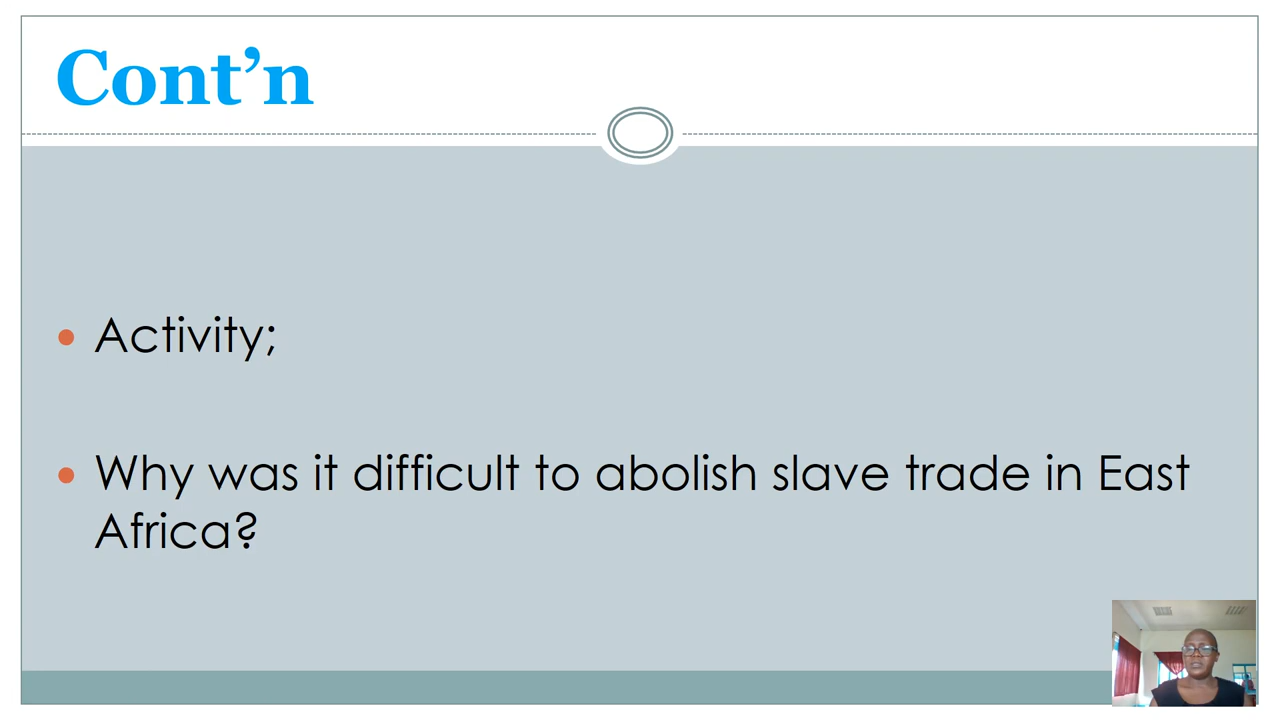 Cont’n
Activity;
Why was it difficult to abolish slave trade in East
Africa?